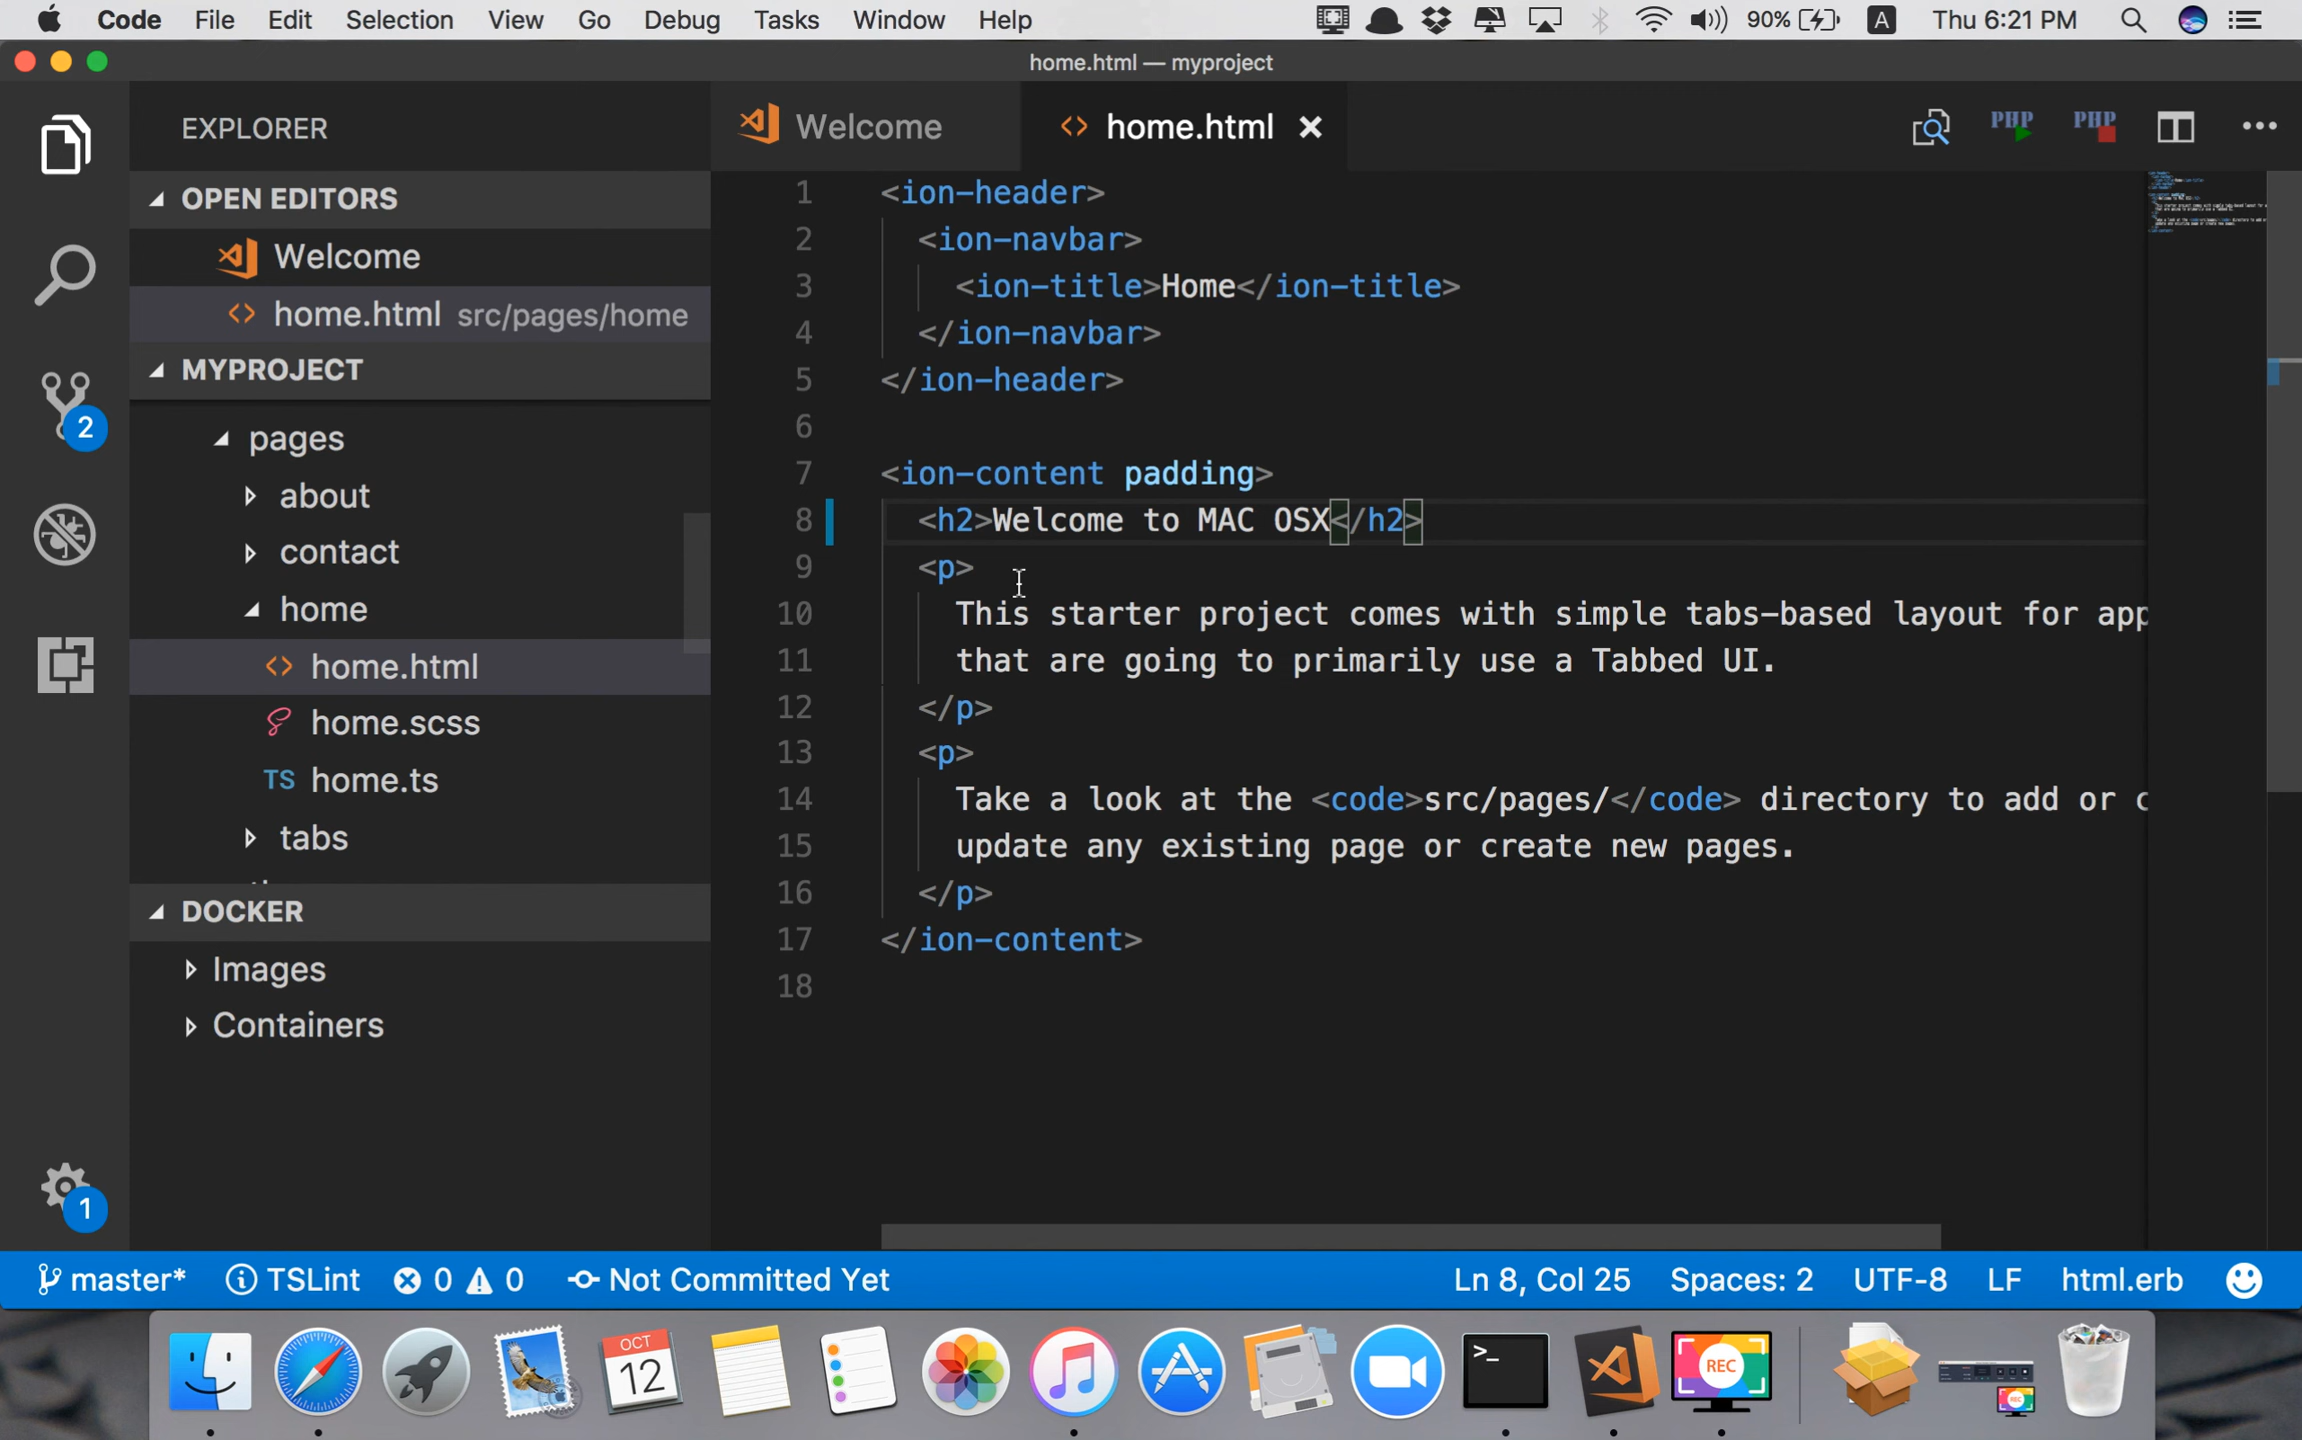 Code File Edit Selection View Go Debug Tasks Window Help 90% A Thu 6:21 PM
home.html — myproject
EXPLORER
OPEN EDITORS
Welcome
home.html src/pages/home
MYPROJECT
pages
about
contact
home
home.html
home.scss
TS home.ts
tabs
DOCKER
Images
Containers
2
1
Welcome home.html PHP PHP
1 <ion-header>
2 <ion-navbar>
3 <ion-title>Home</ion-title>
4 </ion-navbar>
5 </ion-header>
6
7 <ion-content padding>
8 <h2>Welcome to MAC OSX</h2>
9 <p>
10 This starter project comes with simple tabs-based layout for app
11 that are going to primarily use a Tabbed UI.
12 </p>
13 <p>
14 Take a look at the <code>src/pages/</code> directory to add or c
15 update any existing page or create new pages.
16 </p>
17 </ion-content>
18
master* TSLint 0 0 Not Committed Yet Ln 8, Col 25 Spaces: 2 UTF-8 LF html.erb
OCT
12
>_
REC
REC